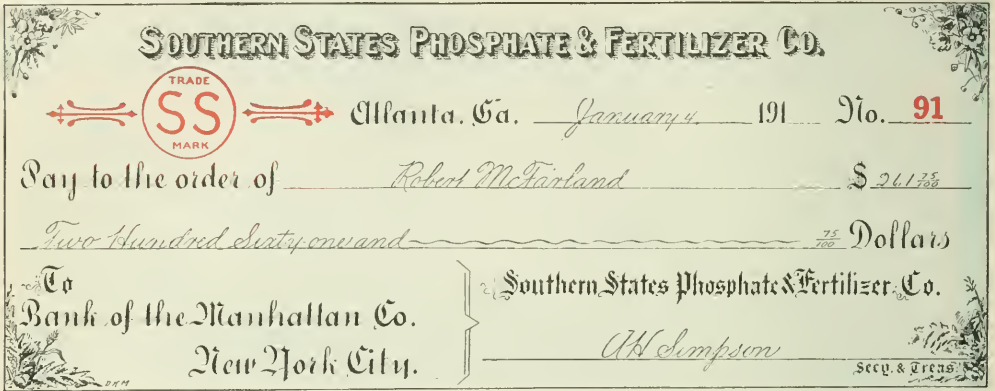 SOUTHERN STATES PHOSPHATE & FERTILIZER CO.
TRADE
SS
MARK
Atlanta, Ga. January 4. 191 No. 91
Pay to the order of Robert McFarland $ 261 75/100
Two Hundred Sixty-one and 75/100 Dollars
To
Bank of the Manhattan Co.
New York City.
Southern States Phosphate & Fertilizer Co.
AH Simpson
Secy. & Treas.
DKM